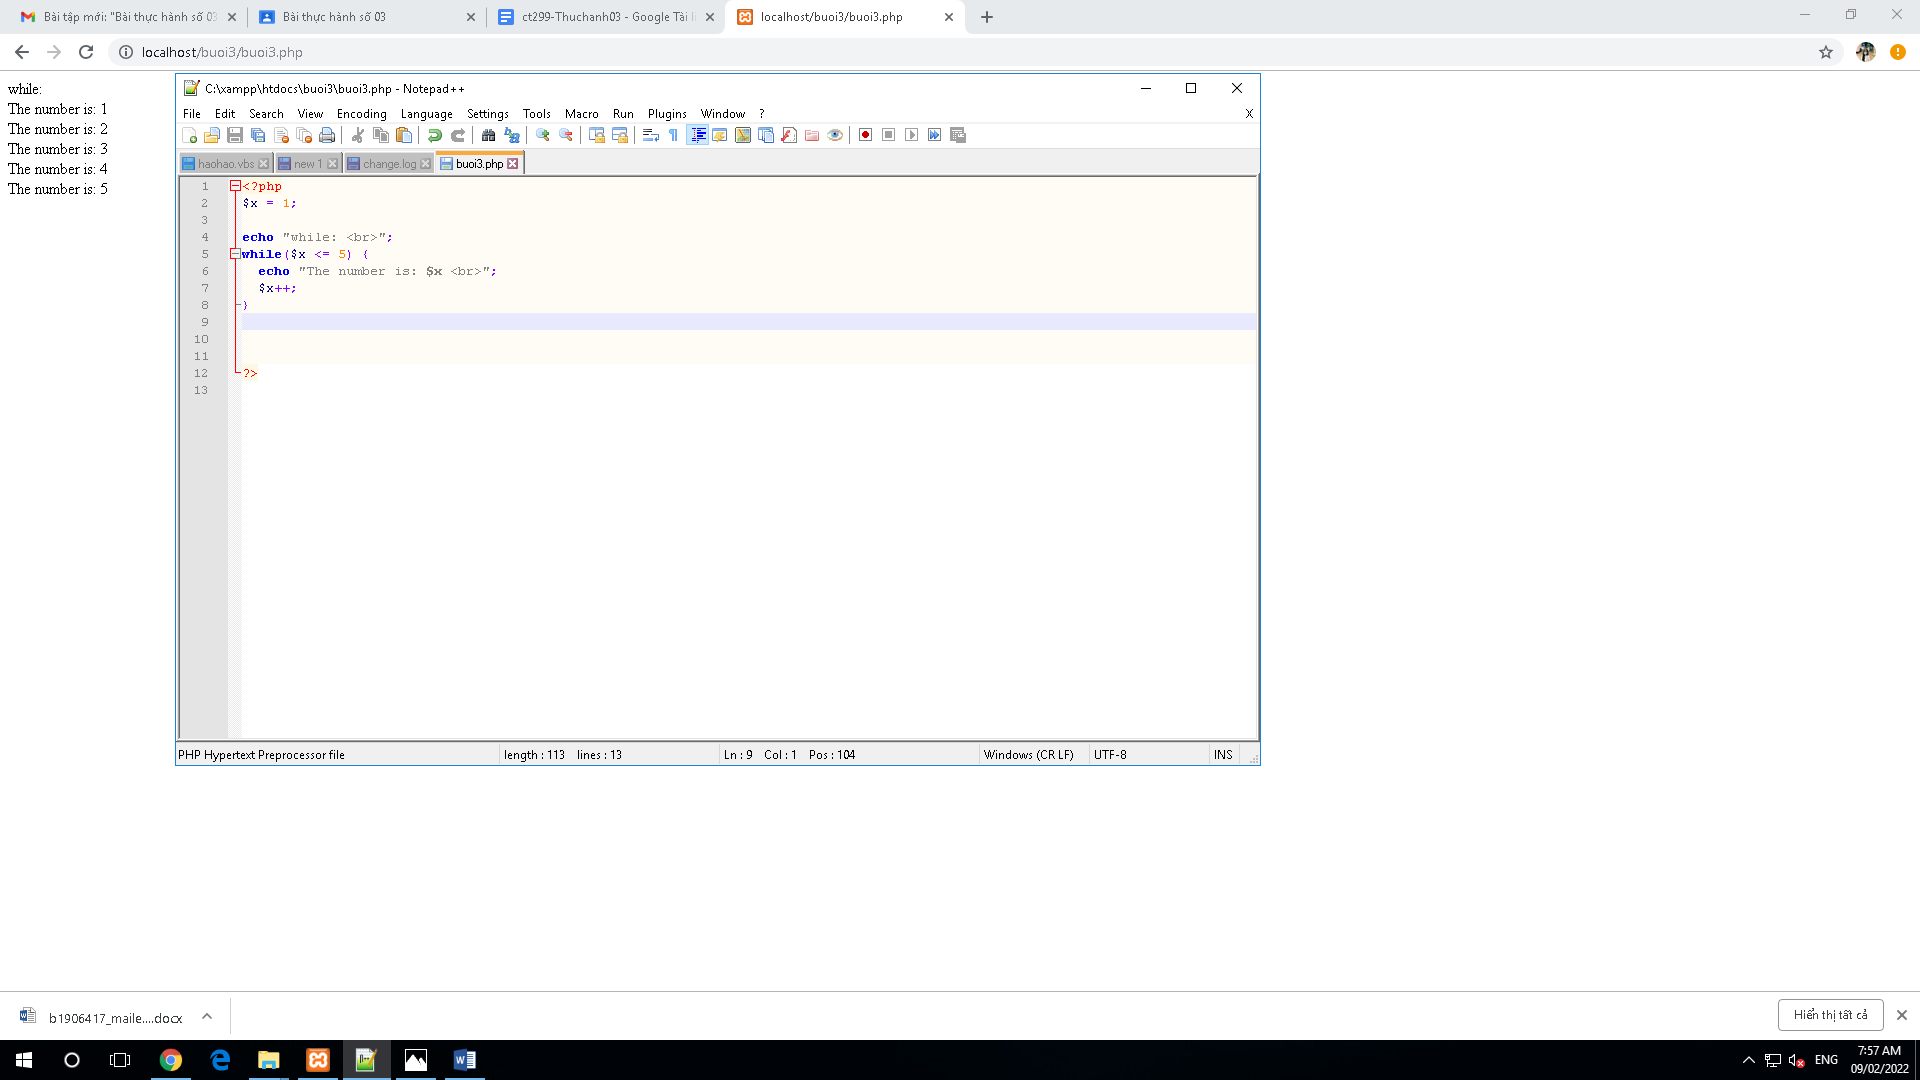 Bài tập mới: "Bài thực hành số 03
Bài thực hành số 03
ct299-Thuchanh03 - Google Tài li
localhost/buoi3/buoi3.php
localhost/buoi3/buoi3.php
while:
The number is: 1
The number is: 2
The number is: 3
The number is: 4
The number is: 5
C:\xampp\htdocs\buoi3\buoi3.php - Notepad++
File Edit Search View Encoding Language Settings Tools Macro Run Plugins Window ? X
haohao.vbs new 1 change.log buoi3.php
1 <?php
2 $x = 1;
3
4 echo "while: <br>";
5 while($x <= 5) {
6 echo "The number is: $x <br>";
7 $x++;
8 }
9
10
11
12 ?>
13
PHP Hypertext Preprocessor file length : 113 lines : 13 Ln : 9 Col : 1 Pos : 104 Windows (CR LF) UTF-8 INS
b1906417_maile....docx
Hiển thị tất cả
ENG
7:57 AM
09/02/2022